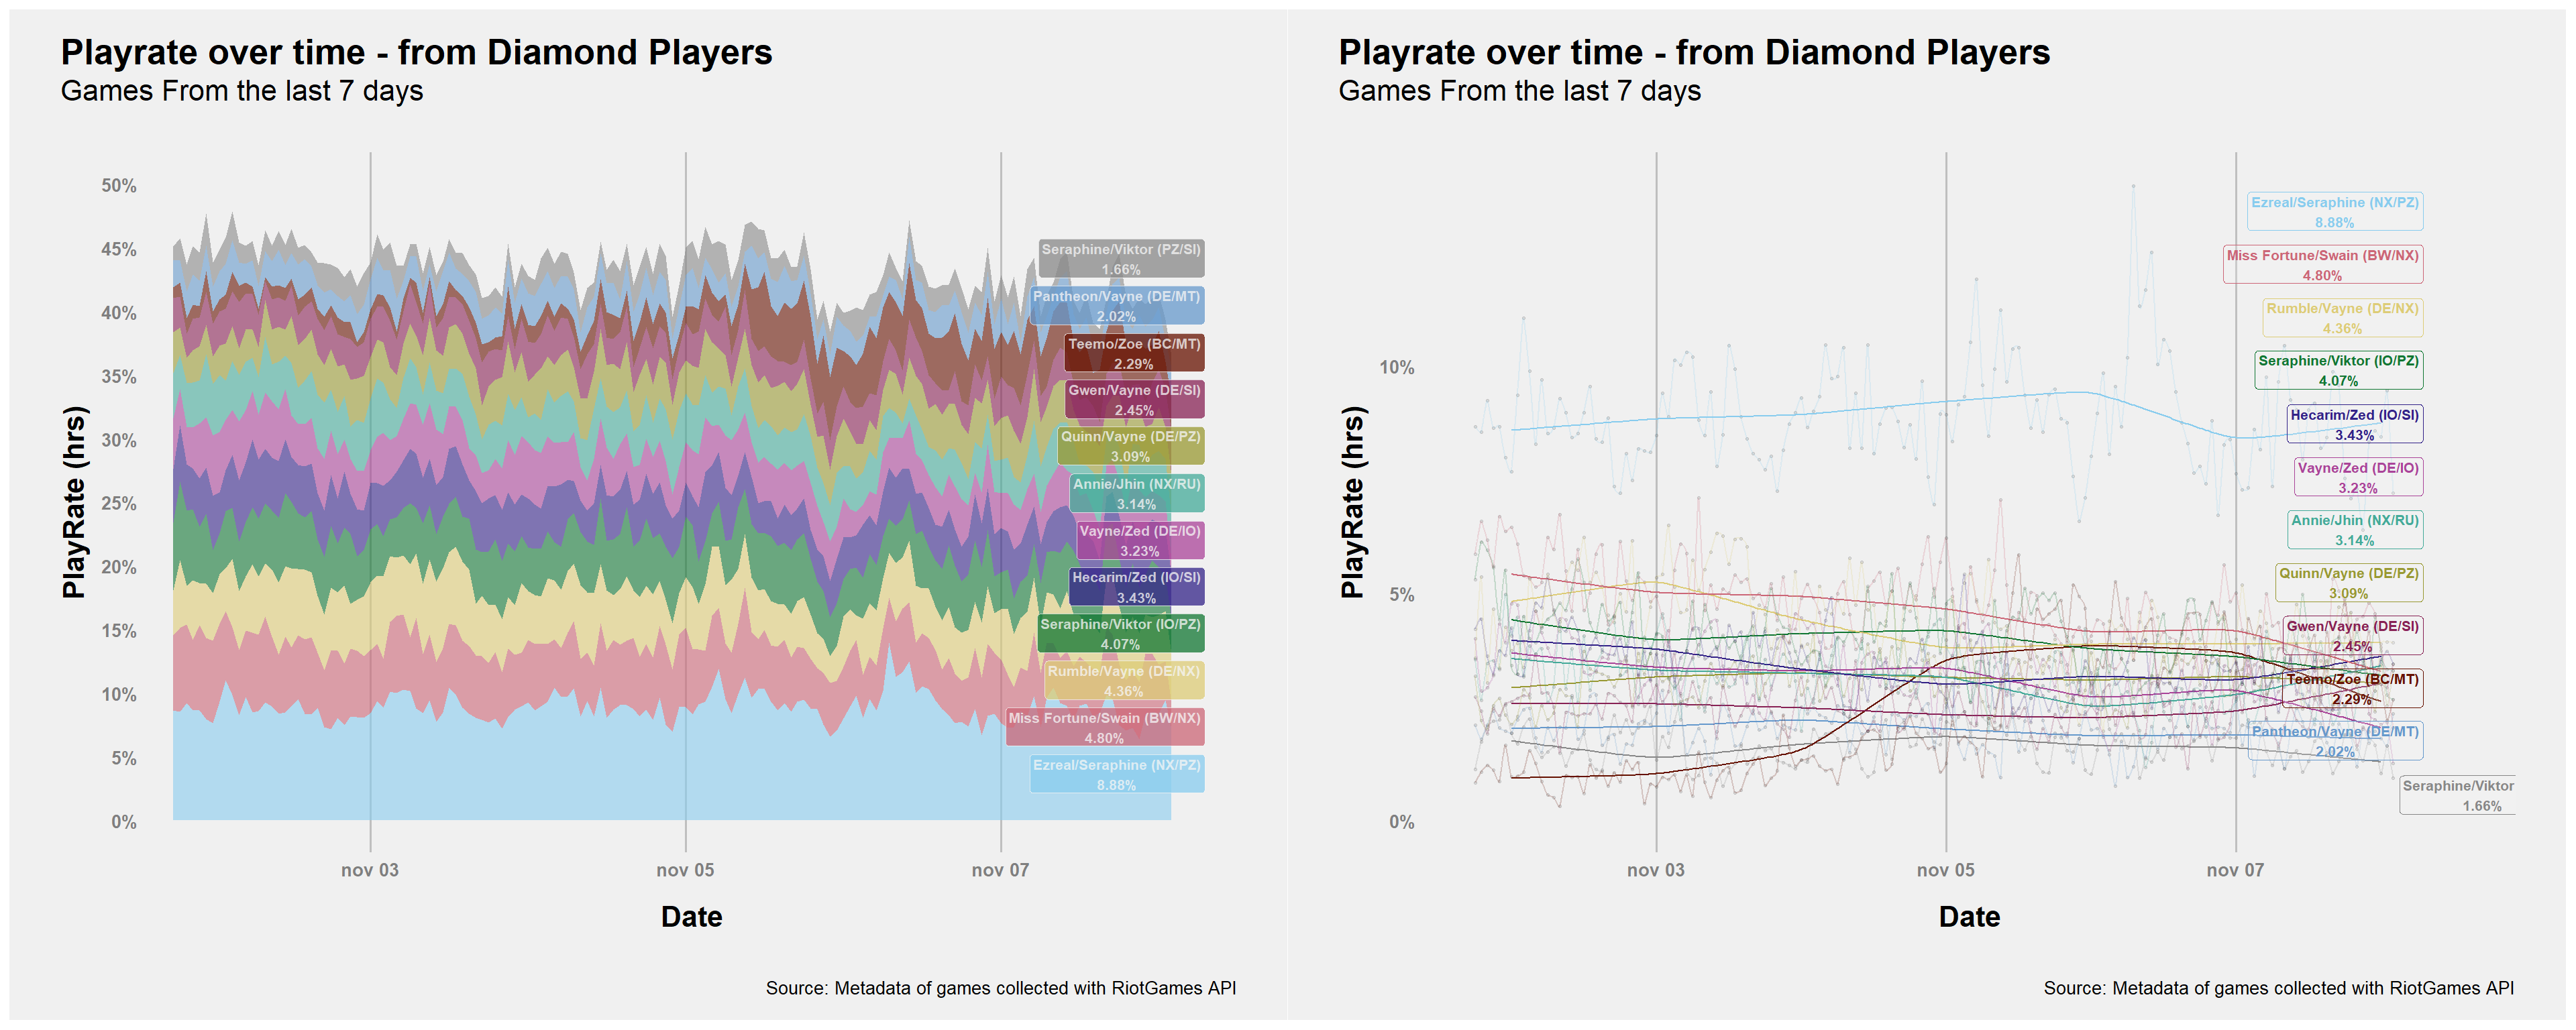 Playrate over time - from Diamond Players
Games From the last 7 days
PlayRate (hrs)
50%
45%
40%
35%
30%
25%
20%
15%
10%
5%
0%
Seraphine/Viktor (PZ/SI)
1.66%
Pantheon/Vayne (DE/MT)
2.02%
Teemo/Zoe (BC/MT)
2.29%
Gwen/Vayne (DE/SI)
2.45%
Quinn/Vayne (DE/PZ)
3.09%
Annie/Jhin (NX/RU)
3.14%
Vayne/Zed (DE/IO)
3.23%
Hecarim/Zed (IO/SI)
3.43%
Seraphine/Viktor (IO/PZ)
4.07%
Rumble/Vayne (DE/NX)
4.36%
Miss Fortune/Swain (BW/NX)
4.80%
Ezreal/Seraphine (NX/PZ)
8.88%
nov 03
nov 05
nov 07
Date
Source: Metadata of games collected with RiotGames API
Playrate over time - from Diamond Players
Games From the last 7 days
PlayRate (hrs)
10%
5%
0%
Ezreal/Seraphine (NX/PZ)
8.88%
Miss Fortune/Swain (BW/NX)
4.80%
Rumble/Vayne (DE/NX)
4.36%
Seraphine/Viktor (IO/PZ)
4.07%
Hecarim/Zed (IO/SI)
3.43%
Vayne/Zed (DE/IO)
3.23%
Annie/Jhin (NX/RU)
3.14%
Quinn/Vayne (DE/PZ)
3.09%
Gwen/Vayne (DE/SI)
2.45%
Teemo/Zoe (BC/MT)
2.29%
Pantheon/Vayne (DE/MT)
2.02%
Seraphine/Viktor
1.66%
nov 03
nov 05
nov 07
Date
Source: Metadata of games collected with RiotGames API